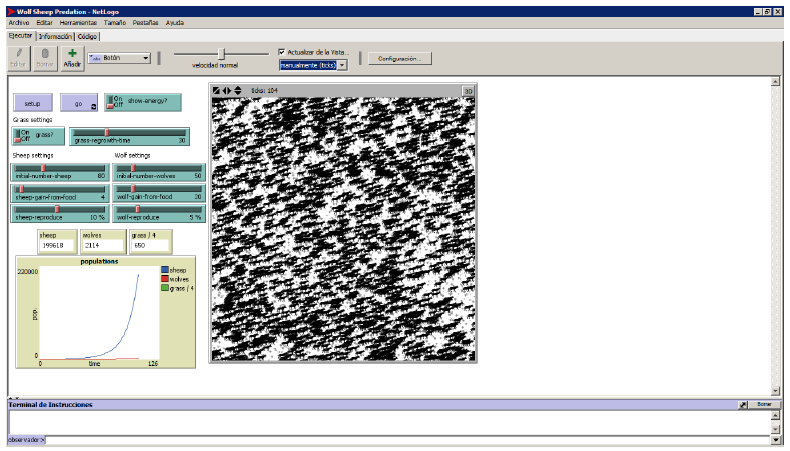 Wolf Sheep Predation - NetLogo
Archivo Editar Herramientas Tamaño Pestañas Ayuda
Ejecutar Información Código
Editar Borrar Añadir Botón velocidad normal Actualizar de la Vista... manualmente (ticks) Configuración...
setup go On Off show-energy?
ticks: 104 3D
Grass settings
On Off grass? grass-regrowth-time 30
Sheep settings Wolf settings
initial-number-sheep 80 initial-number-wolves 50
sheep-gain-from-food 4 wolf-gain-from-food 20
sheep-reproduce 10 % wolf-reproduce 5 %
sheep wolves grass / 4
199618 2114 650
populations
220000
pop.
0
0 time 126
sheep
wolves
grass / 4
Terminal de Instrucciones Borrar
observador>